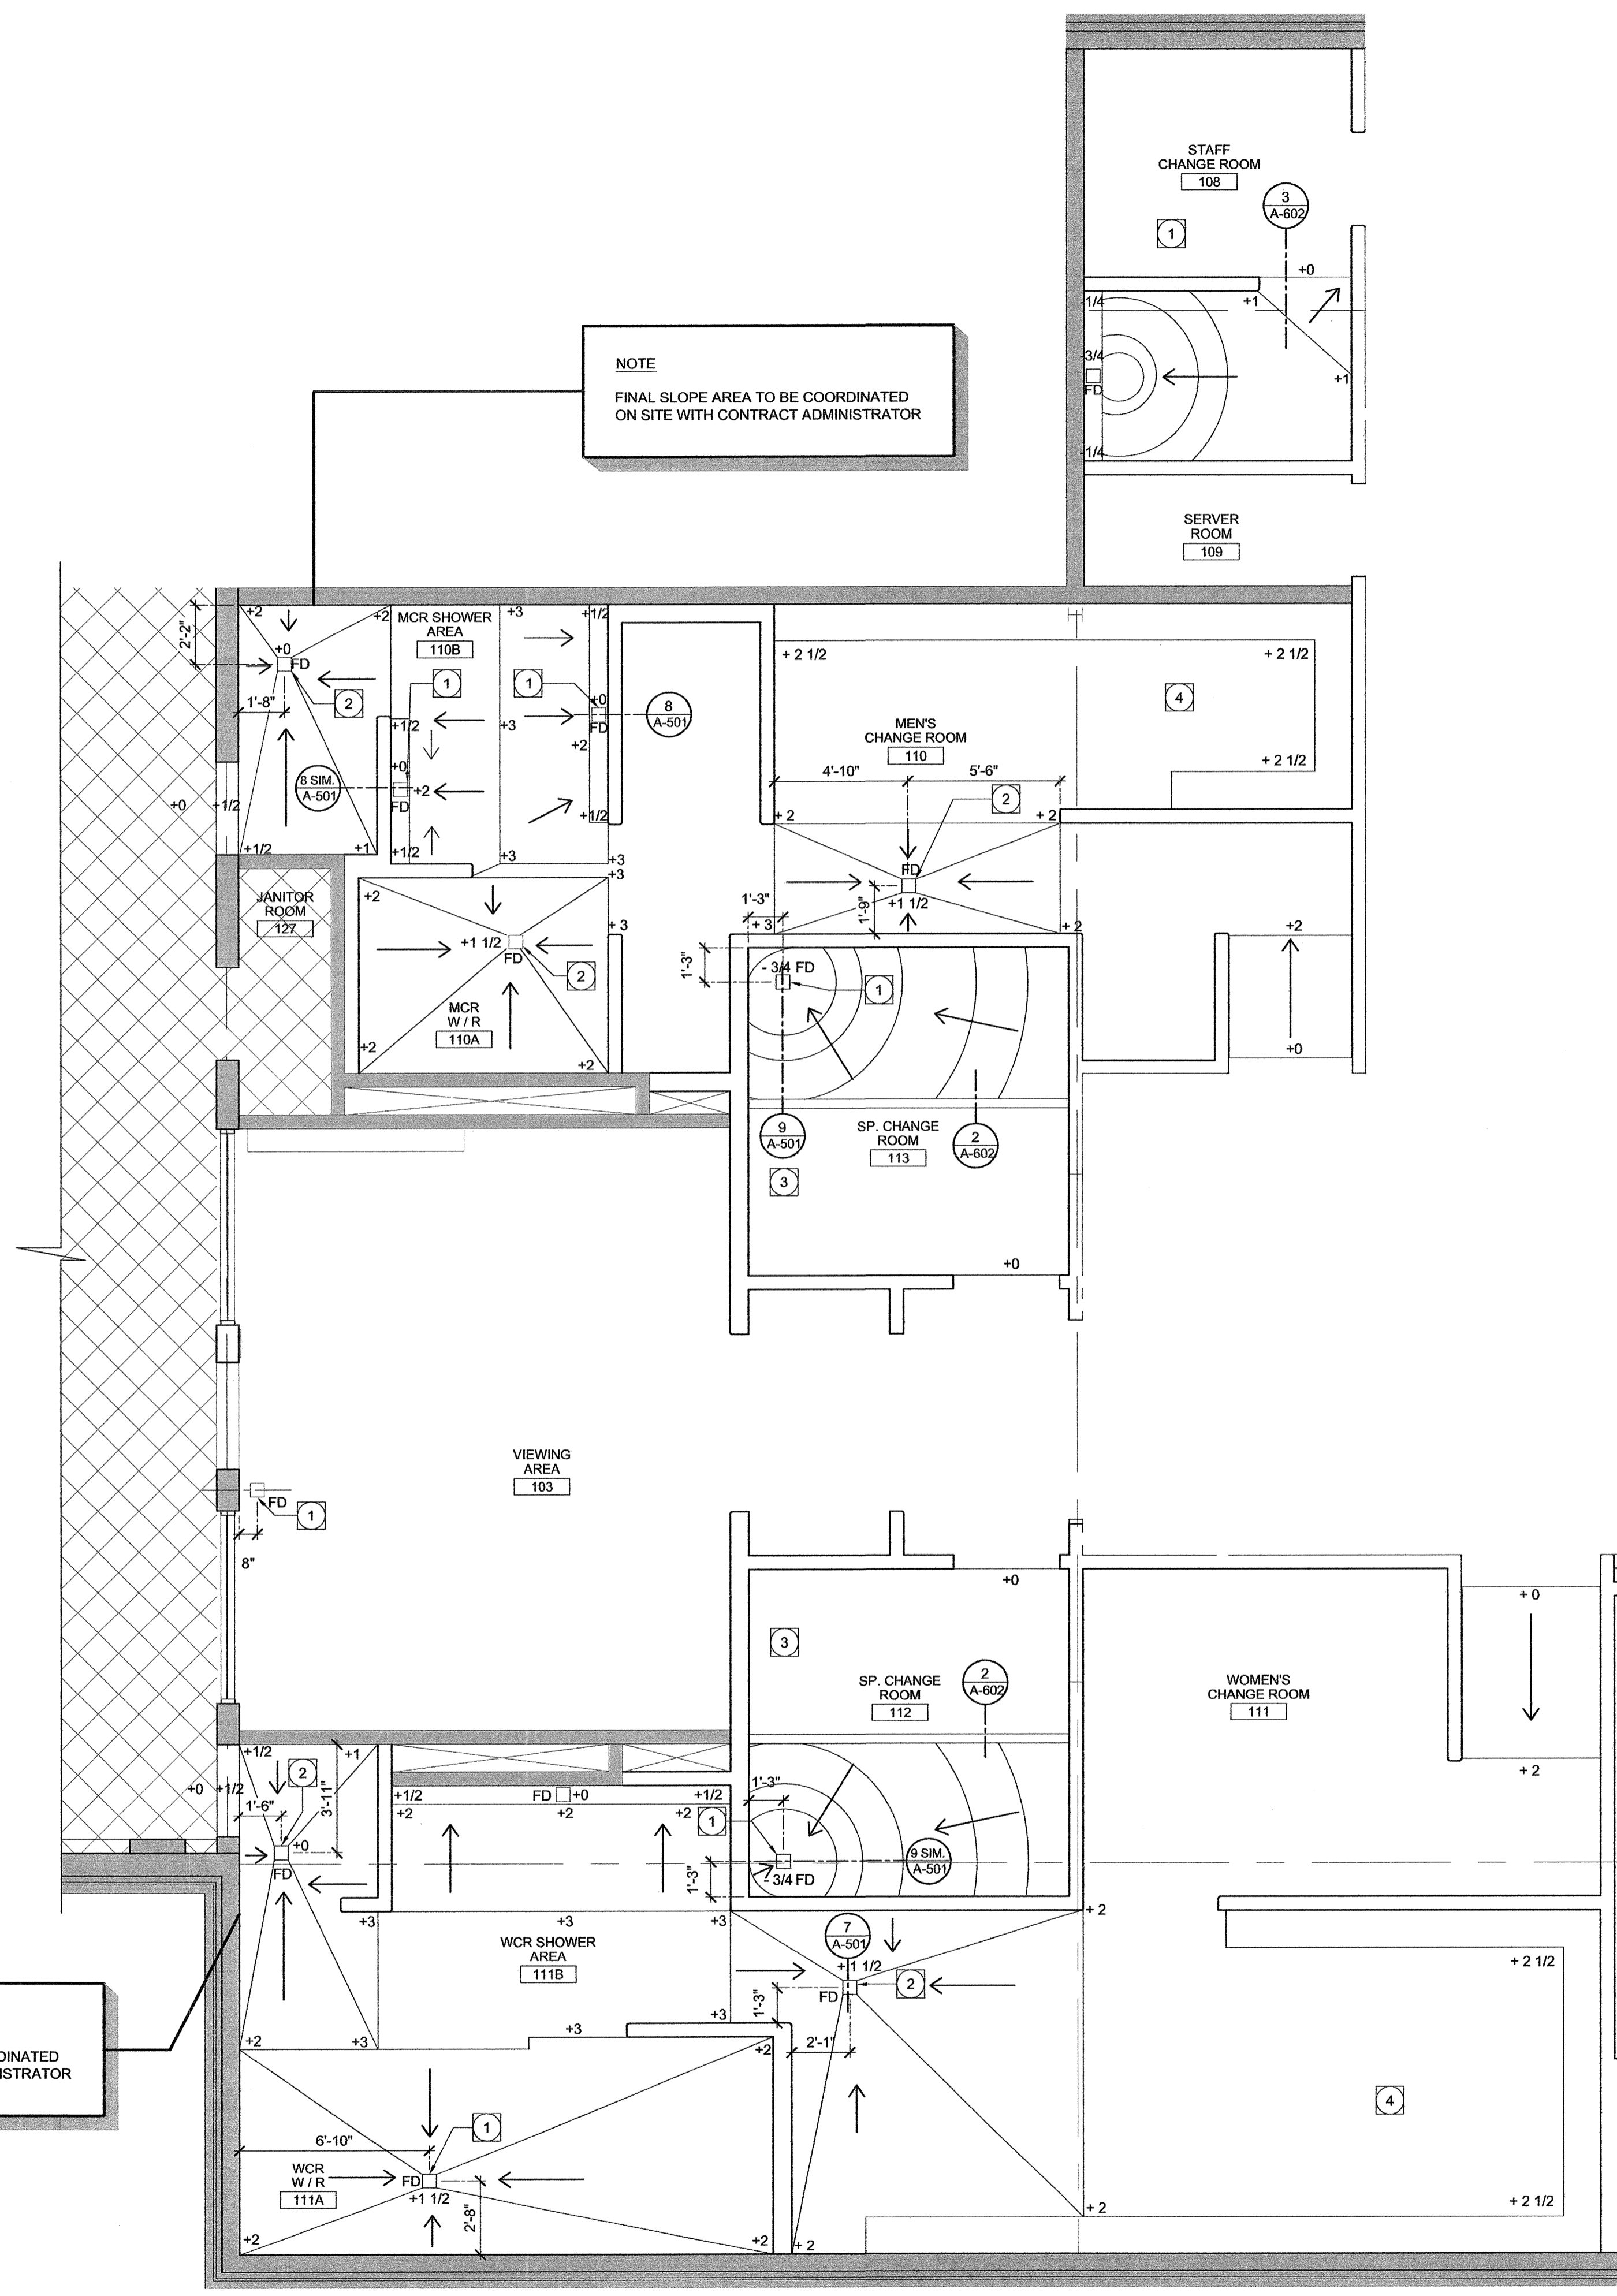 STAFF
CHANGE ROOM
108
3
A-602
1
+0
-1/4
+1
-3/4
FD
+1
-1/4
NOTE
FINAL SLOPE AREA TO BE COORDINATED
ON SITE WITH CONTRACT ADMINISTRATOR
SERVER
ROOM
109
+2
+2
MCR SHOWER
AREA
110B
+3
+1/2
2'-2"
+0
FD
1'-8"
2
1
1
+0
FD
8
A-501
+1/2
+3
+2
8 SIM.
A-501
+0
+2
FD
+0
+1/2
+1/2
+1
+1/2
+3
+1/2
+3
+ 2 1/2
+ 2 1/2
4
MEN'S
CHANGE ROOM
110
+ 2 1/2
4'-10"
5'-6"
2
+ 2
+ 2
FD
+1 1/2
1'-9"
1'-3"
+ 3
+ 2
JANITOR
ROOM
127
+3
+2
+ 3
+1 1/2
FD
2
MCR
W / R
110A
+2
+2
1'-3"
- 3/4 FD
1
+2
+0
9
A-501
SP. CHANGE
ROOM
113
2
A-602
3
+0
VIEWING
AREA
103
FD
1
8"
+0
3
SP. CHANGE
ROOM
112
2
A-602
WOMEN'S
CHANGE ROOM
111
+ 0
+ 2
+1/2
+1
2
+0
+1/2
1'-6"
3'-11"
+0
FD
+1/2
FD
+0
+1/2
+2
+2
+2
1
1'-3"
1'-3"
- 3/4 FD
9 SIM.
A-501
+3
+3
+3
WCR SHOWER
AREA
111B
+ 2
7
A-501
+ 1 1/2
2
FD
1'-3"
2'-1"
+ 2 1/2
+3
+3
+2
+3
+2
DINATED
ISTRATOR
4
6'-10"
1
WCR
W / R
111A
FD
+1 1/2
2'-8"
+2
+2
+ 2
+ 2
+ 2 1/2